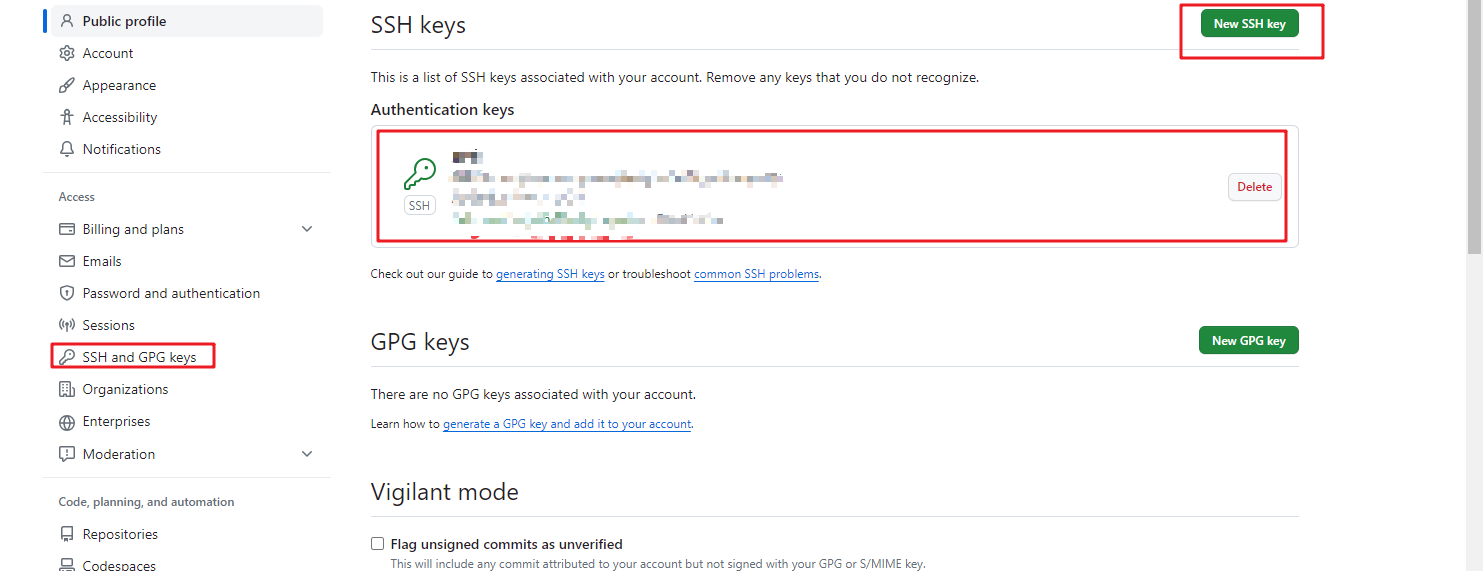 Public profile
Account
Appearance
Accessibility
Notifications
Access
Billing and plans
Emails
Password and authentication
Sessions
SSH and GPG keys
Organizations
Enterprises
Moderation
Code, planning, and automation
Repositories
Codespaces
SSH keys
New SSH key
This is a list of SSH keys associated with your account. Remove any keys that you do not recognize.
Authentication keys
SSH
Delete
Check out our guide to generating SSH keys or troubleshoot common SSH problems.
GPG keys
New GPG key
There are no GPG keys associated with your account.
Learn how to generate a GPG key and add it to your account.
Vigilant mode
Flag unsigned commits as unverified
This will include any commit attributed to your account but not signed with your GPG or S/MIME key.